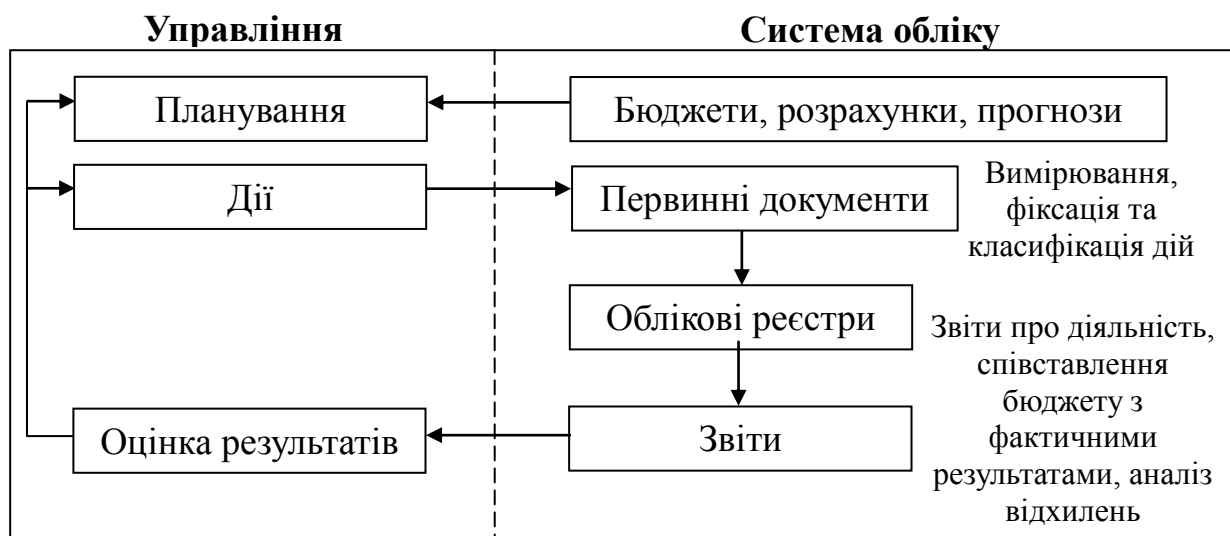 Управління
Система обліку
Планування
Бюджети, розрахунки, прогнози
Дії
Первинні документи
Вимірювання,
фіксація та
класифікація дій
Облікові реєстри
Звіти про діяльність,
співставлення
бюджету з
фактичними
результатами, аналіз
відхилень
Оцінка результатів
Звіти